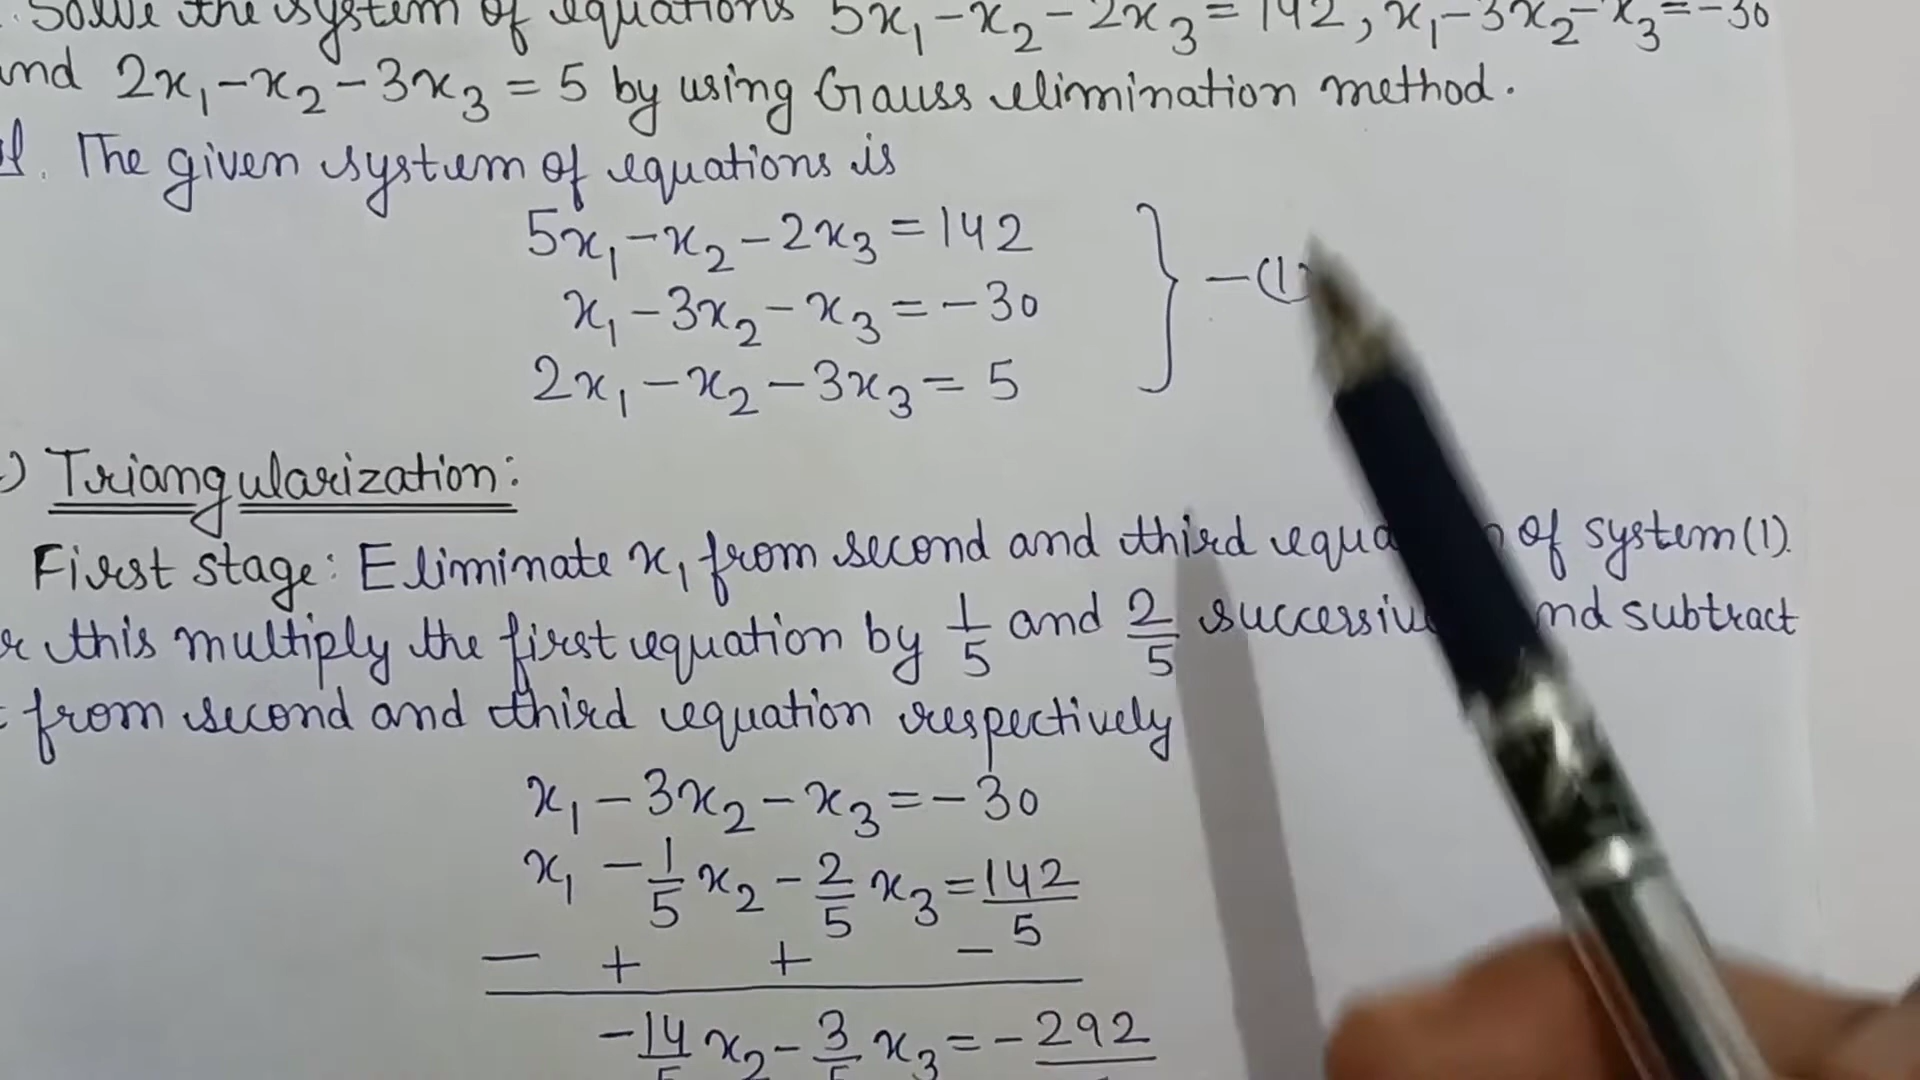 . Solve the system of equations 5x₁-x₂-2x₃=142, x₁-3x₂-x₃=-30
and 2x₁-x₂-3x₃=5 by using Gauss elimination method.
The given system of equations is
5x₁-x₂-2x₃=142
x₁-3x₂-x₃=-30 } -(1)
2x₁-x₂-3x₃=5
) Triangularization:
First stage: Eliminate x₁ from second and third of system (1).
this multiply the first equation by 1/5 and 2/5 and subtract
from second and third equation respectively
x₁-3x₂-x₃=-30
x₁-1/5 x₂-2/5 x₃=142/5
- + + -
-14/5 x₂-3/5 x₃=-292